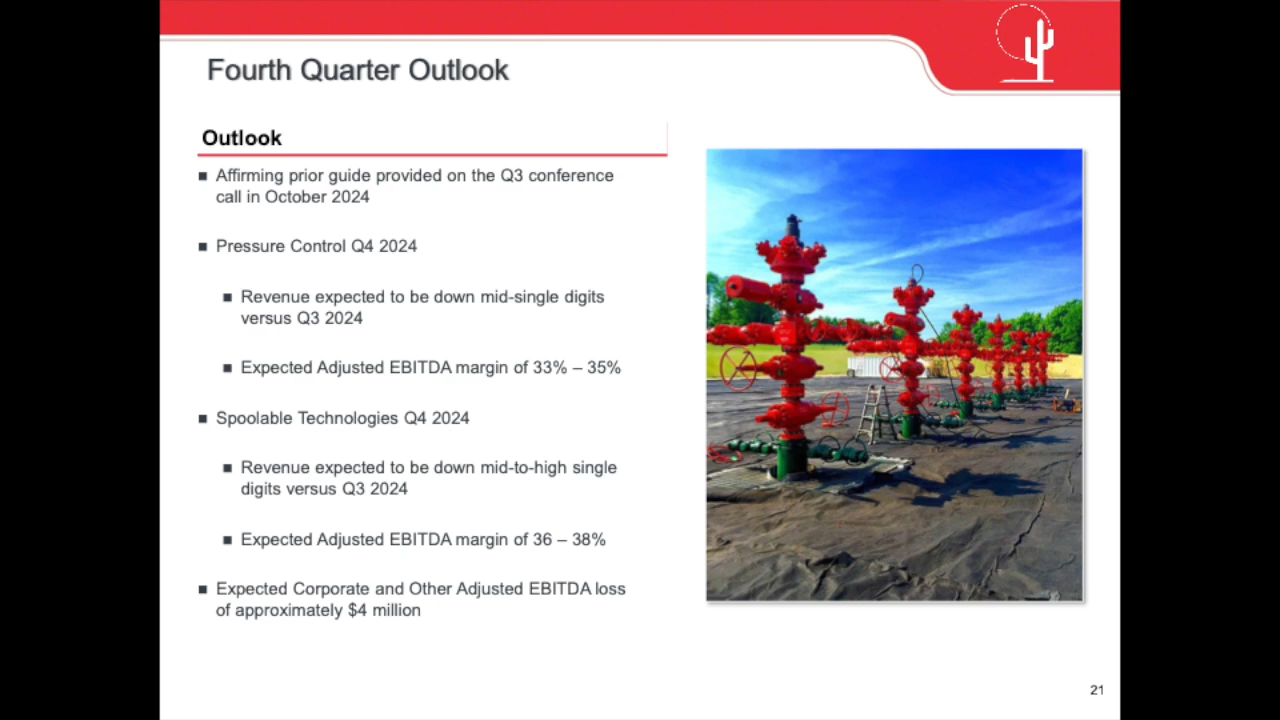 Fourth Quarter Outlook
Outlook
■ Affirming prior guide provided on the Q3 conference
call in October 2024
■ Pressure Control Q4 2024
■ Revenue expected to be down mid-single digits
versus Q3 2024
■ Expected Adjusted EBITDA margin of 33% – 35%
■ Spoolable Technologies Q4 2024
■ Revenue expected to be down mid-to-high single
digits versus Q3 2024
■ Expected Adjusted EBITDA margin of 36 – 38%
■ Expected Corporate and Other Adjusted EBITDA loss
of approximately $4 million
21